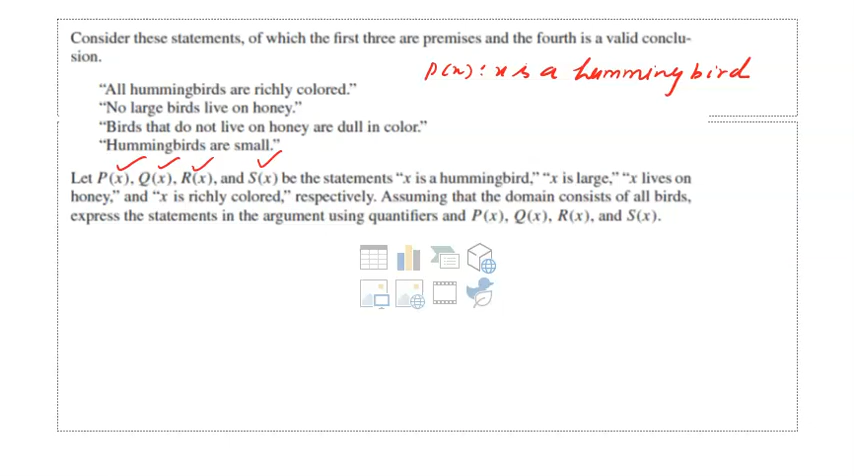 Consider these statements, of which the first three are premises and the fourth is a valid conclu-
sion.
P(x): x is a hummingbird
“All hummingbirds are richly colored.”
“No large birds live on honey.”
“Birds that do not live on honey are dull in color.”
“Hummingbirds are small.”
Let P(x), Q(x), R(x), and S(x) be the statements “x is a hummingbird,” “x is large,” “x lives on
honey,” and “x is richly colored,” respectively. Assuming that the domain consists of all birds,
express the statements in the argument using quantifiers and P(x), Q(x), R(x), and S(x).